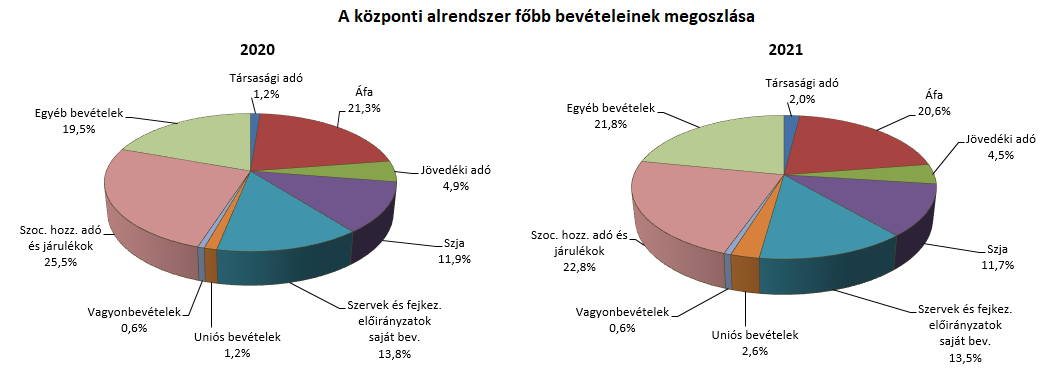 A központi alrendszer főbb bevételeinek megoszlása
2020
Társasági adó
1,2%
Áfa
21,3%
Jövedéki adó
4,9%
Szja
11,9%
Szervek és fejkez.
előirányzatok
saját bev.
13,8%
Uniós bevételek
1,2%
Vagyonbevételek
0,6%
Szoc. hozz. adó
és járulékok
25,5%
Egyéb bevételek
19,5%
2021
Társasági adó
2,0%
Áfa
20,6%
Jövedéki adó
4,5%
Szja
11,7%
Szervek és fejkez.
előirányzatok
saját bev.
13,5%
Uniós bevételek
2,6%
Vagyonbevételek
0,6%
Szoc. hozz. adó és
járulékok
22,8%
Egyéb bevételek
21,8%